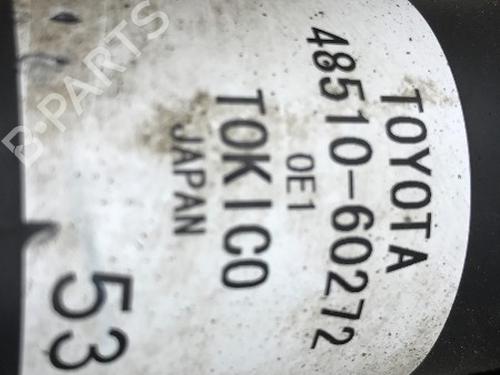 TOYOTA
48510-60272
0E1
TOKICO
JAPAN
53
B-PARTS